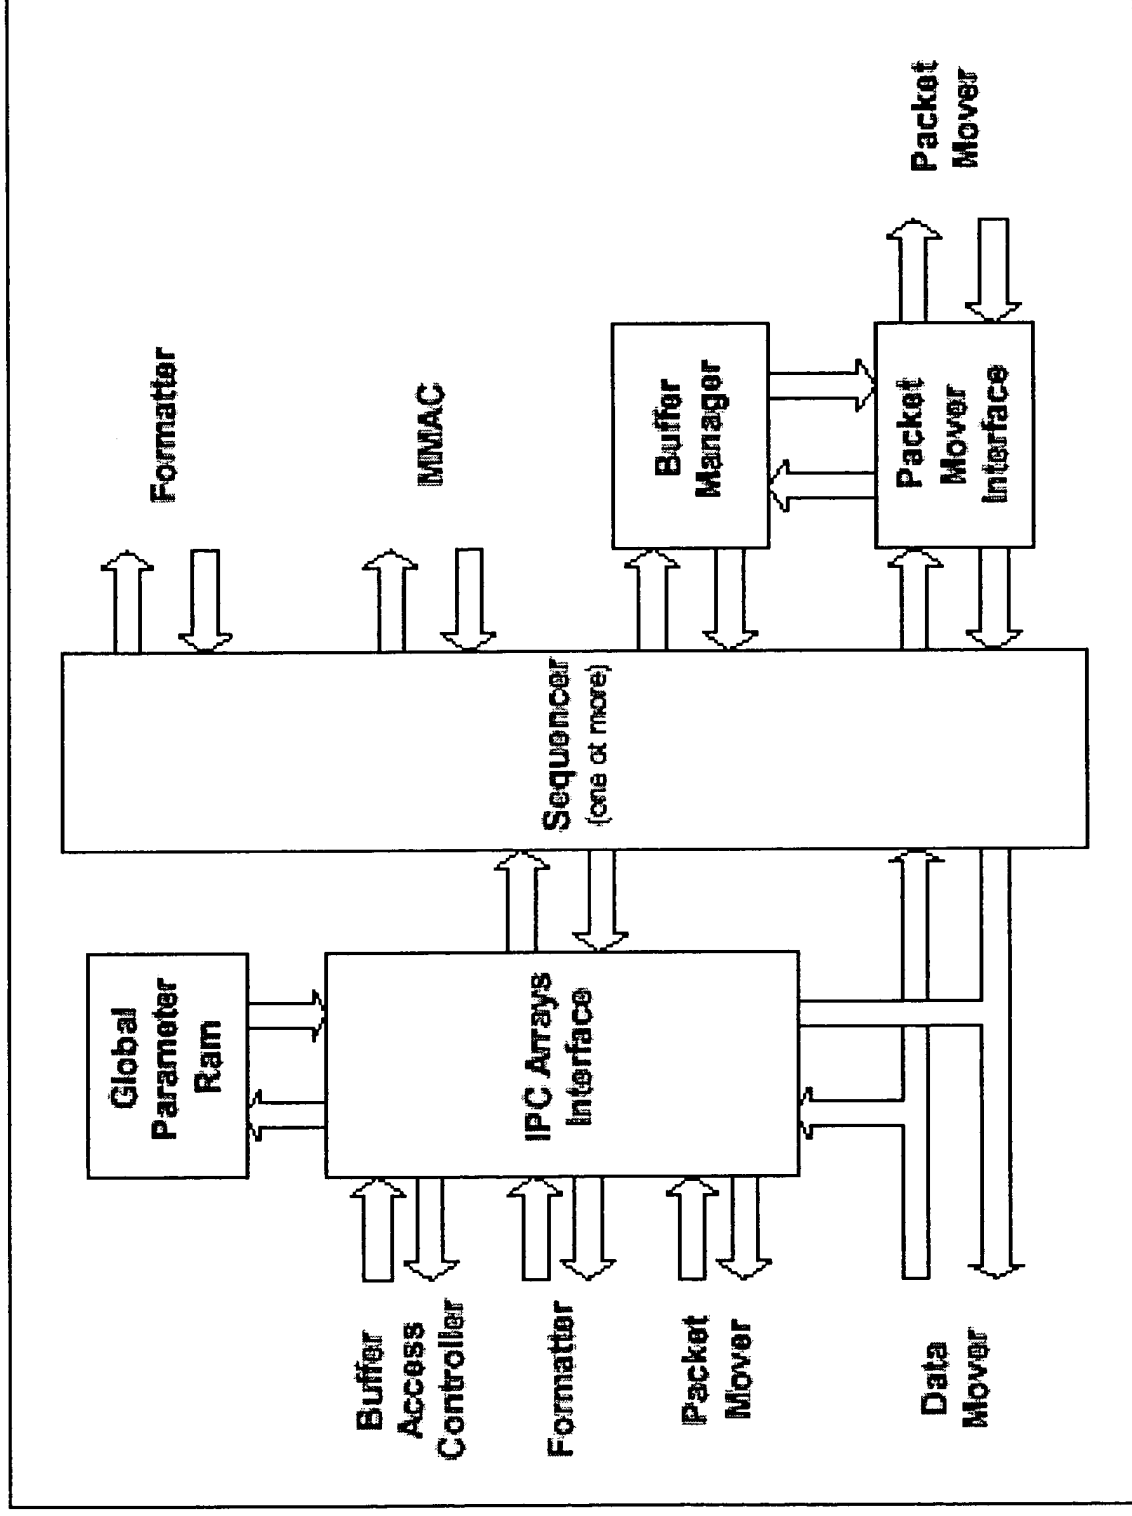 Global
Parameter
Ram
Formatter
Buffer
Access
Controller
IPC Arrays
Interface
Sequencer
(one ot more)
MMAC
Formatter
Packet
Mover
Buffer
Manager
Data
Mover
Packet
Mover
Interface
Packet
Mover